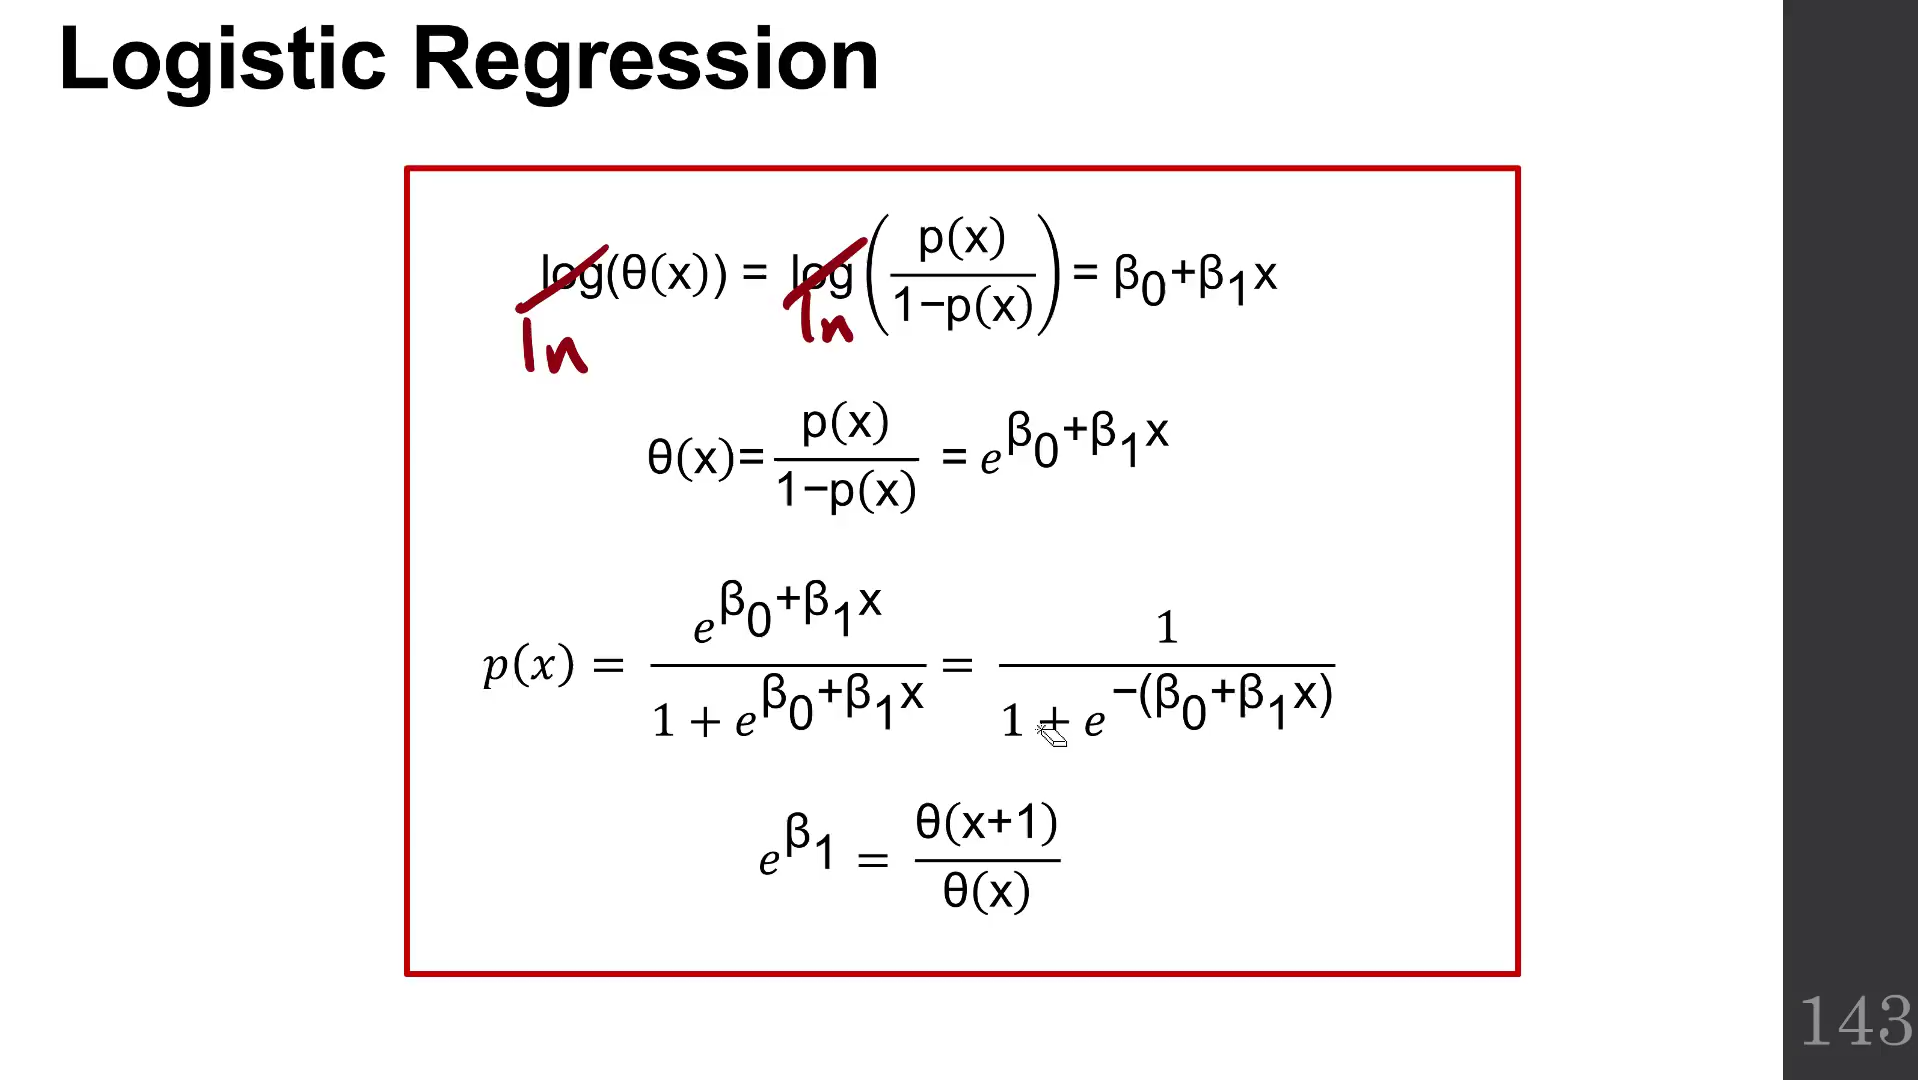 Logistic Regression
log(θ(x)) = log(p(x)/1−p(x)) = β₀+β₁x
ln ln
θ(x)= p(x)/1−p(x) = e^β₀+β₁x
p(x) = e^β₀+β₁x/1 + e^β₀+β₁x = 1/1 + e^−(β₀+β₁x)
e^β₁ = θ(x+1)/θ(x)
143